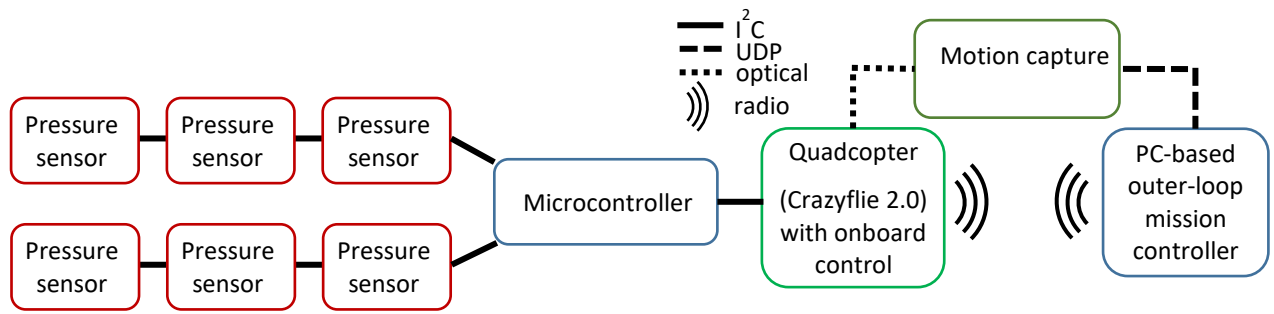 I²C
UDP
optical
radio
Motion capture
Pressure
sensor
Pressure
sensor
Pressure
sensor
Pressure
sensor
Pressure
sensor
Pressure
sensor
Microcontroller
Quadcopter
(Crazyflie 2.0)
with onboard
control
PC-based
outer-loop
mission
controller